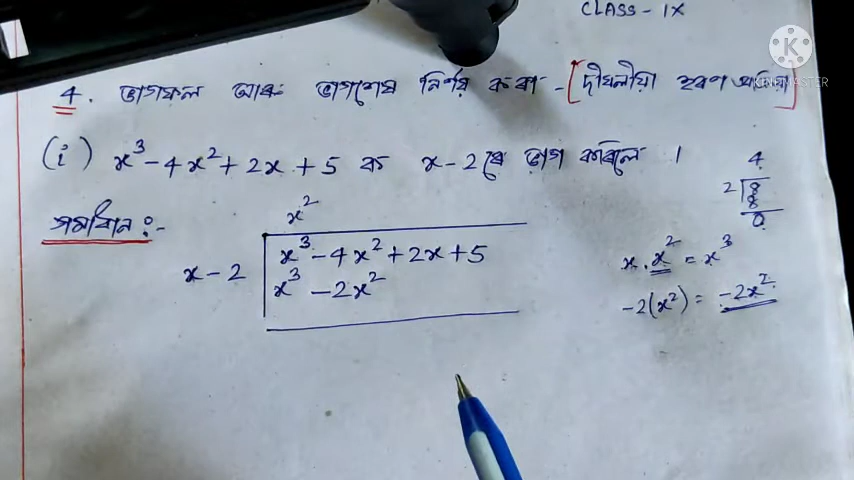 CLASS - IX
4. ভাগফল আৰু ভাগশেষ নিৰ্ণয় কৰা - [দীঘলীয়া হৰণ
(i) x³ - 4x² + 2x + 5 ক x - 2 ৰে ভাগ কৰিলে ।
সমাধান :-
x²
x - 2 x³ - 4x² + 2x + 5
x³ - 2x²
4
2 8
8
0
x . x² = x³
-2(x²) = -2x²
K
KINEMASTER